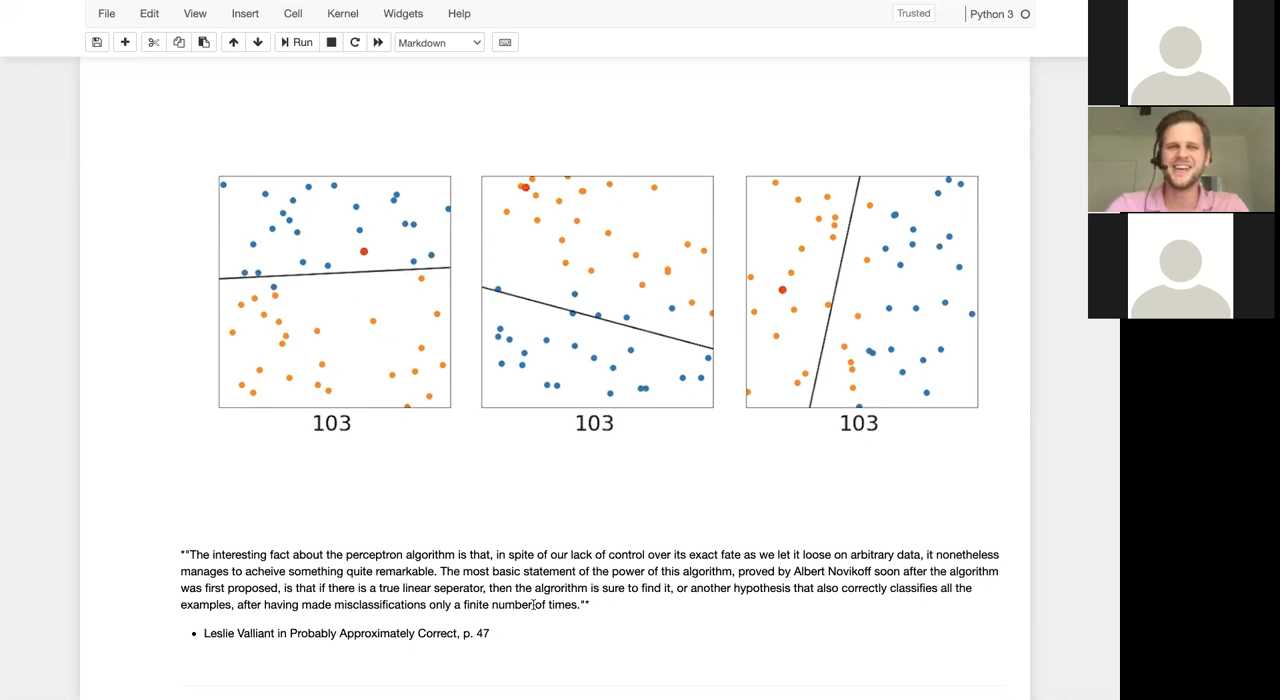 File Edit View Insert Cell Kernel Widgets Help Trusted Python 3
Run Markdown
103 103 103
*"The interesting fact about the perceptron algorithm is that, in spite of our lack of control over its exact fate as we let it loose on arbitrary data, it nonetheless
manages to acheive something quite remarkable. The most basic statement of the power of this algorithm, proved by Albert Novikoff soon after the algorithm
was first proposed, is that if there is a true linear seperator, then the algrorithm is sure to find it, or another hypothesis that also correctly classifies all the
examples, after having made misclassifications only a finite number of times."*
• Leslie Valliant in Probably Approximately Correct, p. 47